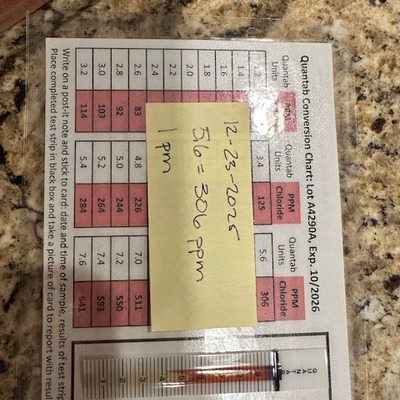 Quantab Conversion Chart: Lot A4290A, Exp. 10/2026
Quantab Units PPM Quantab Units PPM Chloride Quantab Units PPM Chloride
3.4 125 5.6 306
1.4
1.6
1.8
2.0
2.2
2.4
2.6 83 4.8 226 7.0 511
2.8 92 5.0 244 7.2 550
3.0 103 5.2 264 7.4 593
3.2 114 5.4 284 7.6 641
12-23-2025
5.6 = 306 ppm
1 pm
Write on a post-it note and stick to card: date and time of sample, results of test strip
Place completed test strip in black box and take a picture of card to report with resul
QUANTAB